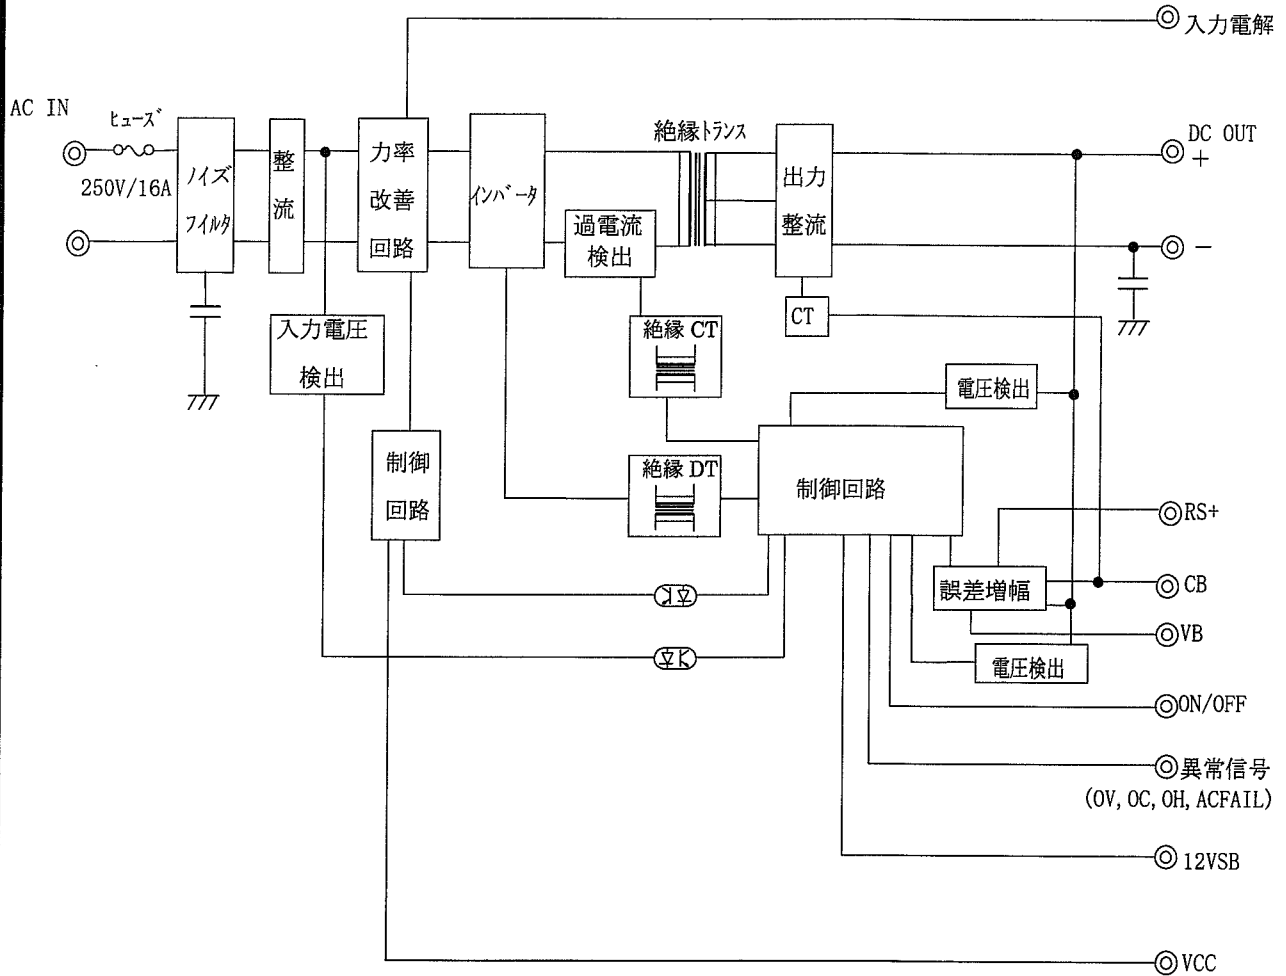 入力電解
AC IN
ヒューズ
250V/16A
ノイズ
フィルタ
整
流
力率
改善
回路
インバータ
過電流
検出
絶縁トランス
出力
整流
DC OUT
+
−
CT
入力電圧
検出
絶縁 CT
電圧検出
制御
回路
絶縁 DT
制御回路
RS+
誤差増幅
CB
VB
電圧検出
ON/OFF
異常信号
(OV, OC, OH, ACFAIL)
12VSB
VCC